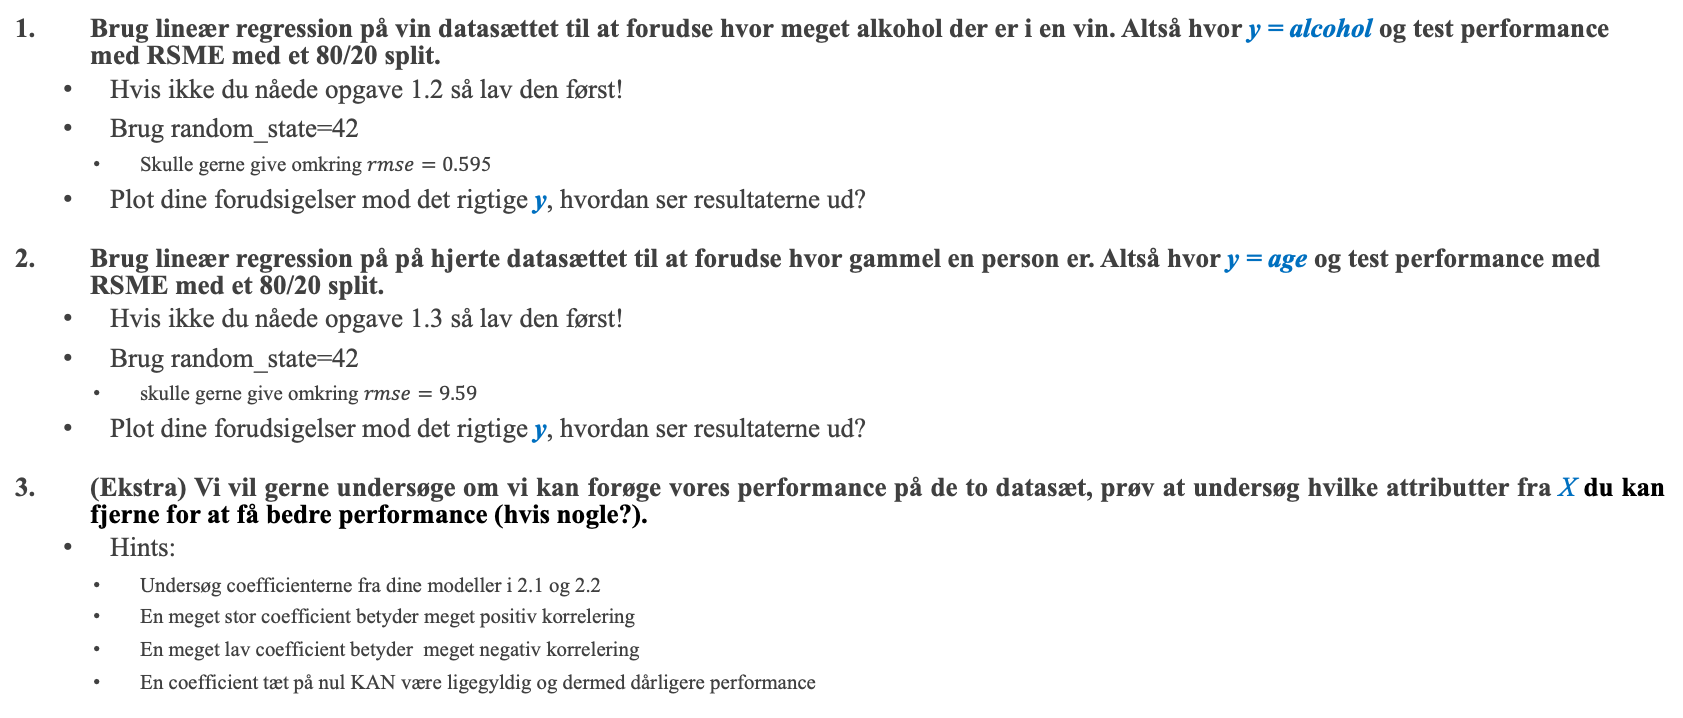 1. Brug lineær regression på vin datasættet til at forudse hvor meget alkohol der er i en vin. Altså hvor y = alcohol og test performance
med RSME med et 80/20 split.
• Hvis ikke du nåede opgave 1.2 så lav den først!
• Brug random_state=42
• Skulle gerne give omkring rmse = 0.595
• Plot dine forudsigelser mod det rigtige y, hvordan ser resultaterne ud?
2. Brug lineær regression på på hjerte datasættet til at forudse hvor gammel en person er. Altså hvor y = age og test performance med
RSME med et 80/20 split.
• Hvis ikke du nåede opgave 1.3 så lav den først!
• Brug random_state=42
• skulle gerne give omkring rmse = 9.59
• Plot dine forudsigelser mod det rigtige y, hvordan ser resultaterne ud?
3. (Ekstra) Vi vil gerne undersøge om vi kan forøge vores performance på de to datasæt, prøv at undersøg hvilke attributter fra X du kan
fjerne for at få bedre performance (hvis nogle?).
• Hints:
• Undersøg coefficienterne fra dine modeller i 2.1 og 2.2
• En meget stor coefficient betyder meget positiv korrelering
• En meget lav coefficient betyder meget negativ korrelering
• En coefficient tæt på nul KAN være ligegyldig og dermed dårligere performance